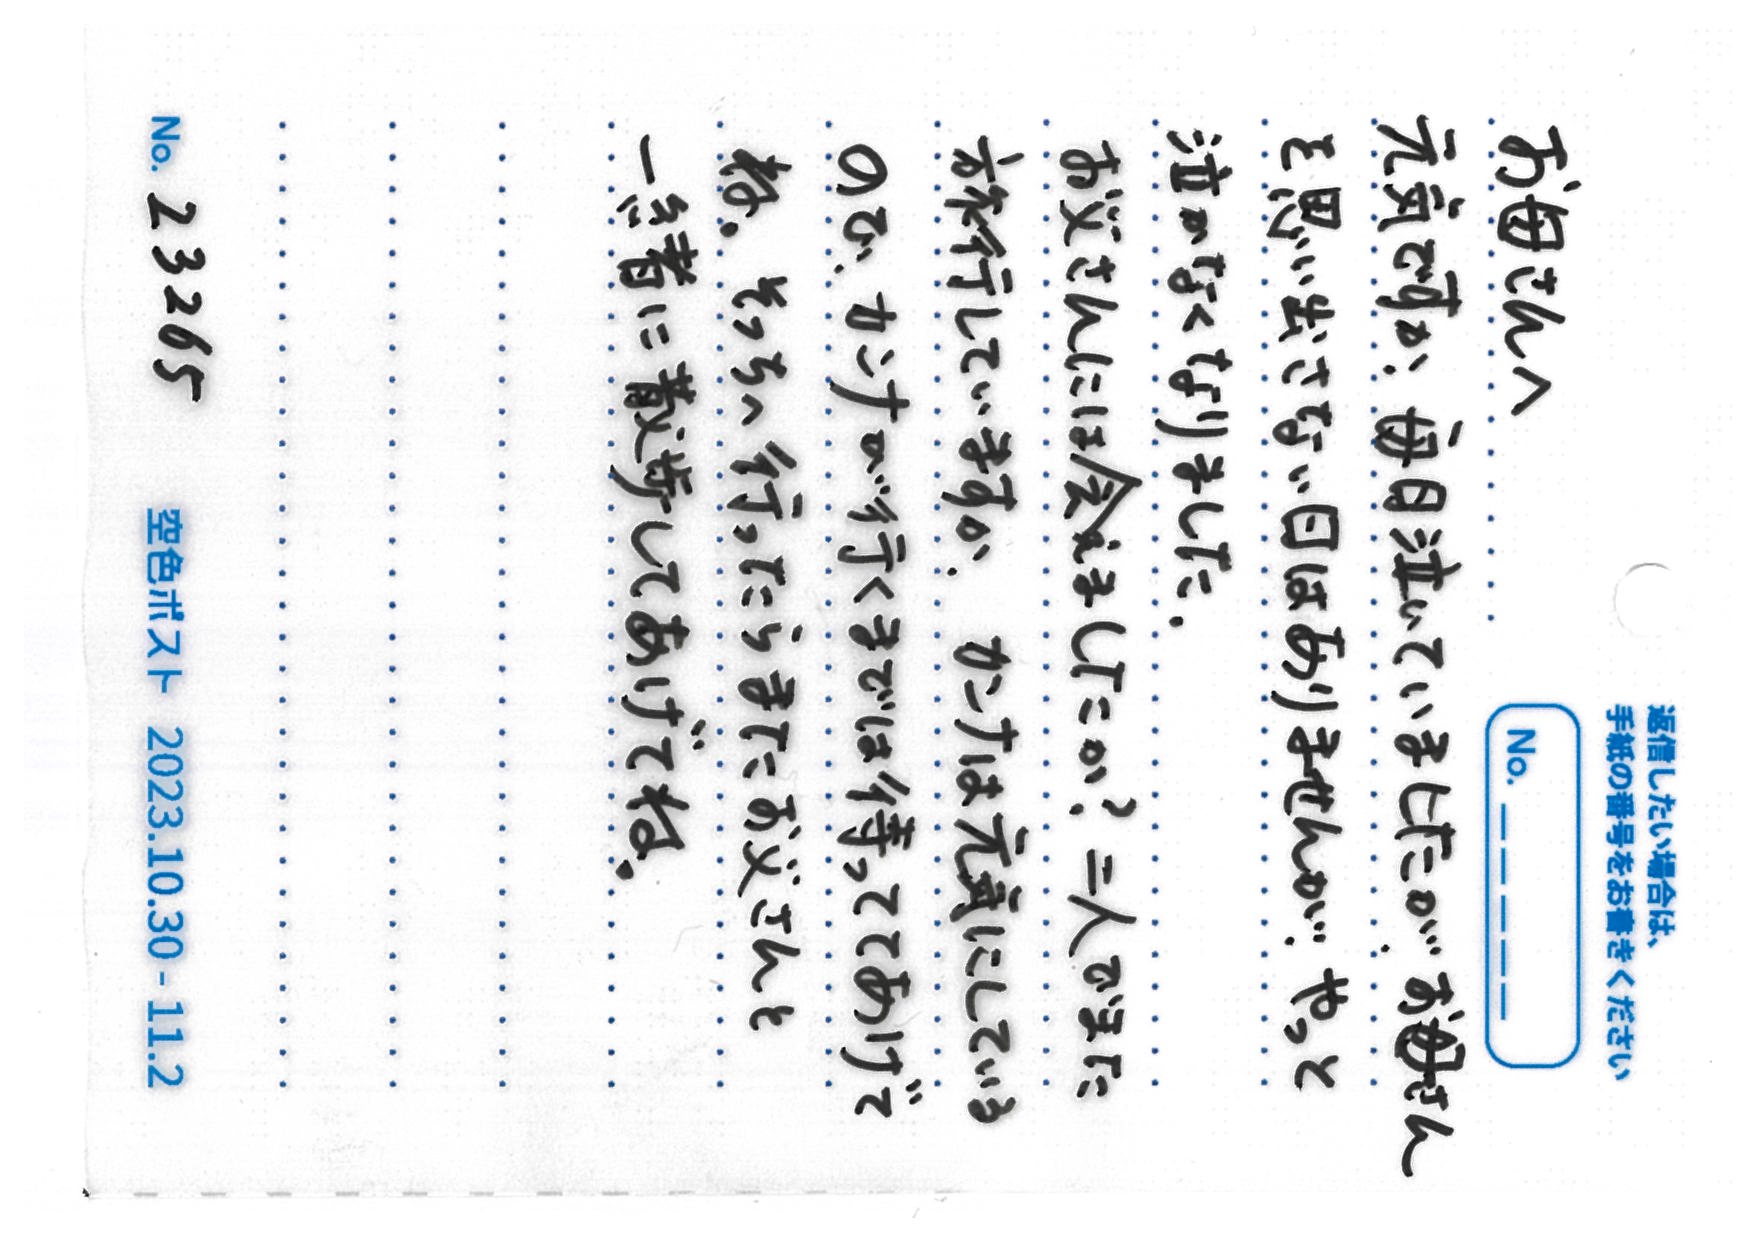 返信したい場合は、
手紙の番号をお書きください
No. _ _ _ _ _
お母さんへ
元気ですか、毎日泣いていましたが、お母さん
を思い出さない日はありませんが、やっと
泣かなくなりました。
お父さんには会えましたか？二人でまた
旅行していますか、カンナは元気にしている
ので、カンナが行くまでは待っててあげて
ね。そっちへ行ったらまたお父さんと
一緒に散歩してあげてね。
No. 23265
空色ポスト 2023.10.30 - 11.2